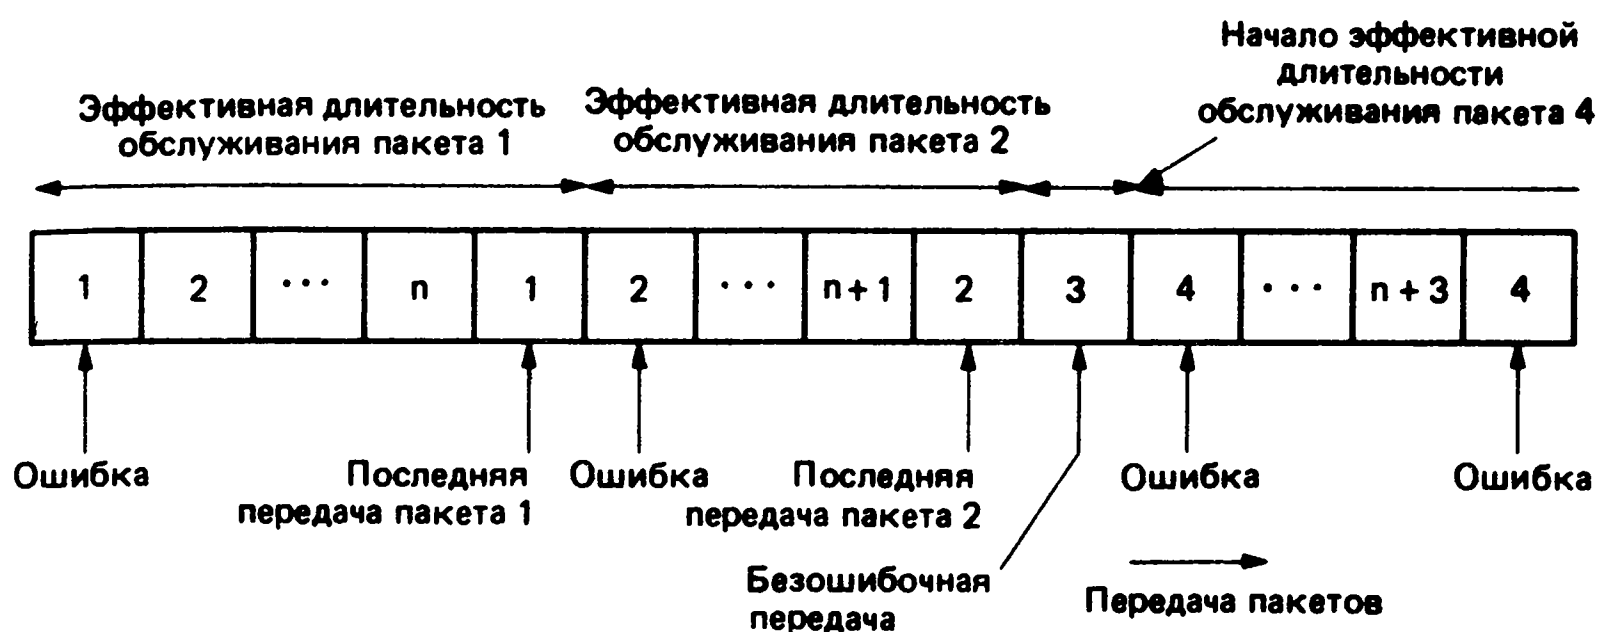 Начало эффективной
длительности
обслуживания пакета 4
Эффективная длительность
обслуживания пакета 1
Эффективная длительность
обслуживания пакета 2
1 2 ... n 1 2 ... n + 1 2 3 4 ... n + 3 4
Ошибка
Последняя
передача пакета 1
Ошибка
Последняя
передача пакета 2
Безошибочная
передача
Ошибка
Ошибка
Передача пакетов